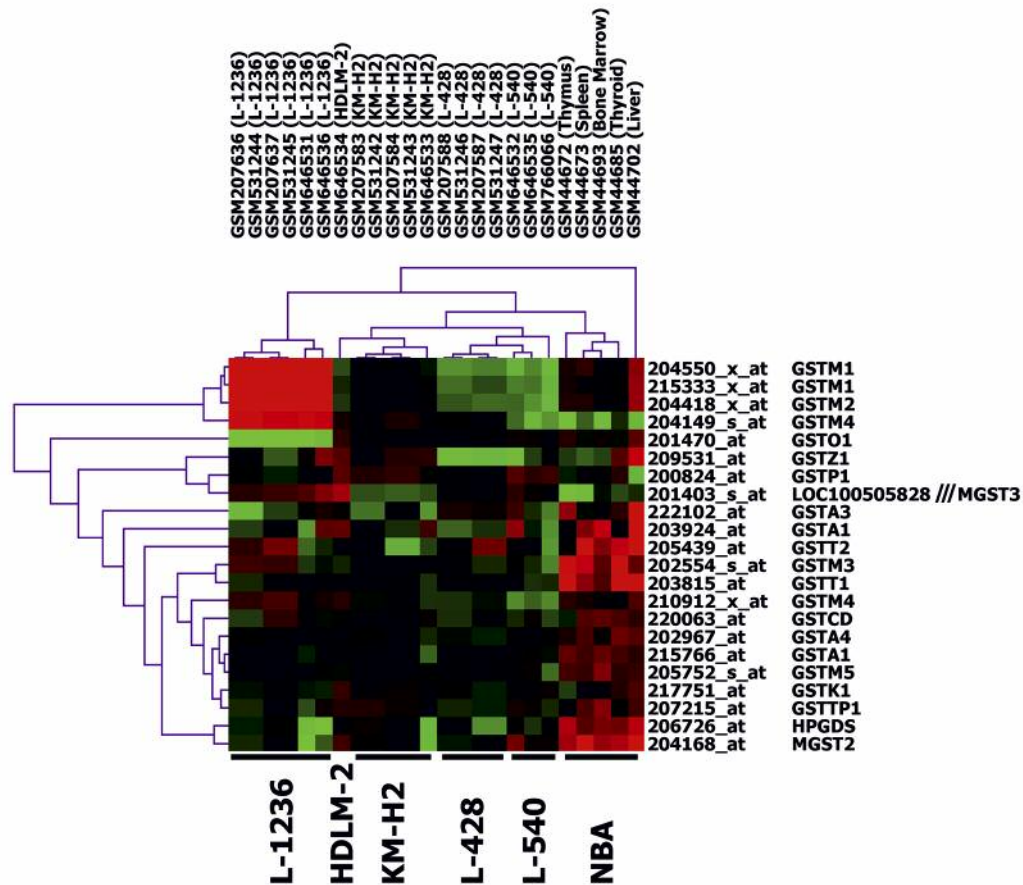 GSM207636 (L-1236)
GSM531244 (L-1236)
GSM207637 (L-1236)
GSM531245 (L-1236)
GSM646531 (L-1236)
GSM646536 (L-1236)
GSM646534 (HDLM-2)
GSM207583 (KM-H2)
GSM531242 (KM-H2)
GSM207584 (KM-H2)
GSM531243 (KM-H2)
GSM646533 (KM-H2)
GSM207588 (L-428)
GSM531246 (L-428)
GSM207587 (L-428)
GSM531247 (L-428)
GSM646532 (L-540)
GSM646535 (L-540)
GSM766066 (L-540)
GSM44672 (Thymus)
GSM44673 (Spleen)
GSM44693 (Bone Marrow)
GSM44685 (Thyroid)
GSM44702 (Liver)
204550_x_at GSTM1
215333_x_at GSTM1
204418_x_at GSTM2
204149_s_at GSTM4
201470_at GSTO1
209531_at GSTZ1
200824_at GSTP1
201403_s_at LOC100505828 /// MGST3
222102_at GSTA3
203924_at GSTA1
205439_at GSTT2
202554_s_at GSTM3
203815_at GSTT1
210912_x_at GSTM4
220063_at GSTCD
202967_at GSTA4
215766_at GSTA1
205752_s_at GSTM5
217751_at GSTK1
207215_at GSTTP1
206726_at HPGDS
204168_at MGST2
L-1236
HDLM-2
KM-H2
L-428
L-540
NBA